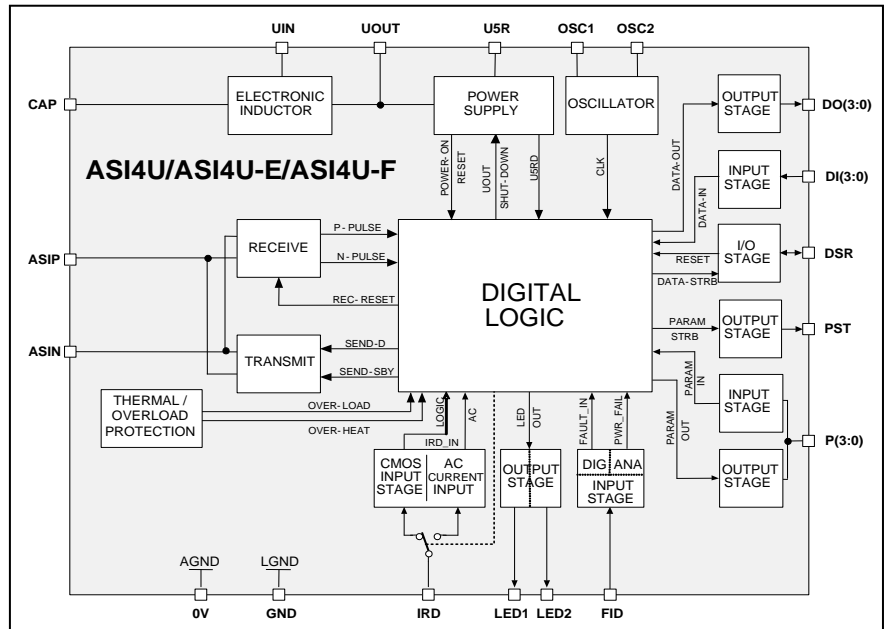 UIN UOUT U5R OSC1 OSC2
CAP
ELECTRONIC
INDUCTOR
POWER
SUPPLY
OSCILLATOR
OUTPUT
STAGE
DO(3:0)
ASI4U/ASI4U-E/ASI4U-F
POWER-ON
RESET
UOUT
SHUT-DOWN
U5RD
CLK
DATA-OUT
DATA-IN
INPUT
STAGE
DI(3:0)
ASIP
RECEIVE
P-PULSE
N-PULSE
REC-RESET
DIGITAL
LOGIC
RESET
DATA-STRB
I/O
STAGE
DSR
ASIN
TRANSMIT
SEND-D
SEND-SBY
PARAM
STRB
OUTPUT
STAGE
PST
THERMAL /
OVERLOAD
PROTECTION
OVER-LOAD
OVER-HEAT
LOGIC
IRD_IN
AC
LED
OUT
FAULT_IN
PWR_FAIL
PARAM
IN
PARAM
OUT
INPUT
STAGE
P(3:0)
OUTPUT
STAGE
CMOS
INPUT
STAGE
AC
CURRENT
INPUT
OUTPUT
STAGE
DIG ANA
INPUT
STAGE
AGND LGND
0V GND IRD LED1 LED2 FID